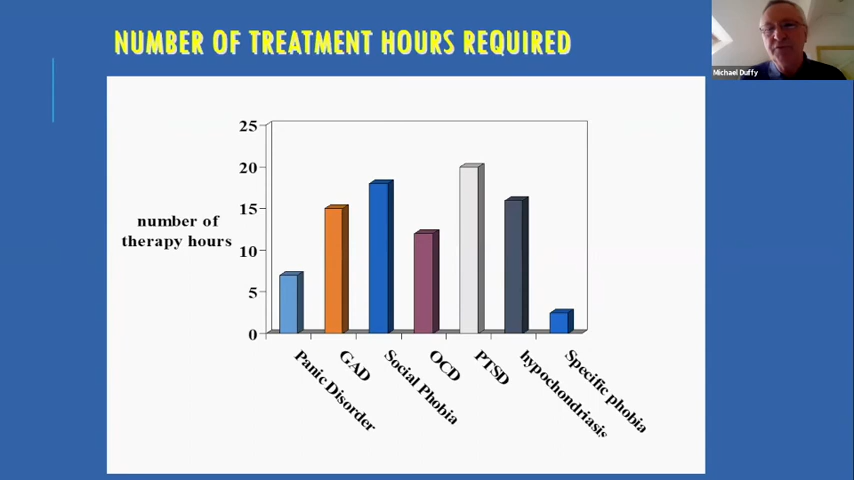 NUMBER OF TREATMENT HOURS REQUIRED
Michael Duffy
25
20
15
10
5
0
number of
therapy hours
Panic Disorder
GAD
Social Phobia
OCD
PTSD
hypochondriasis
Specific phobia